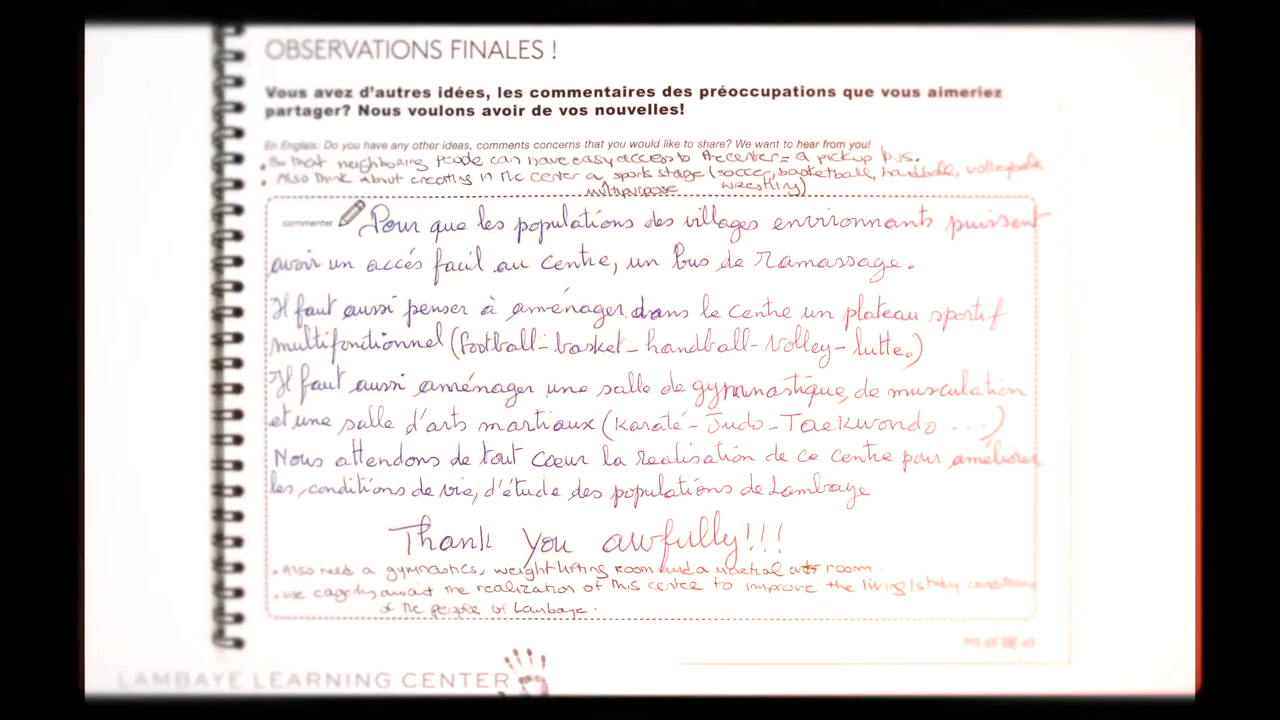 OBSERVATIONS FINALES !
Vous avez d'autres idées, les commentaires des préoccupations que vous aimeriez
partager? Nous voulons avoir de vos nouvelles!
En Englais: Do you have any other ideas, comments concerns that you would like to share? We want to hear from you!
• So that neighboring people can have easy access to the center = a pickup bus.
• Also think about creating in the center a sports stage (soccer, basketball, handball, volleyball
multipurpose wrestling)
commenter Pour que les populations des villages environnants puissent
avoir un accés facil au centre, un bus de ramassage.
Il faut aussi penser à aménager dans le centre un plateau sportif
multifonctionnel (football - basket - handball - volley - lutte.)
Il faut aussi aménager une salle de gymnastique, de musculation
et une salle d'arts martiaux (Karaté - Judo - Taekwondo ...)
Nous attendons de tout cœur la realisation de ce centre pour améliorer
les conditions de vie, d'étude des populations de Lambaye
Thank you awfully!!!
• Also need a gymnastics, weight lifting room and a martial arts room.
• We eagerly await the realization of this center to improve the living/study conditions
of the people of Lambaye.
LAMBAYE LEARNING CENTER